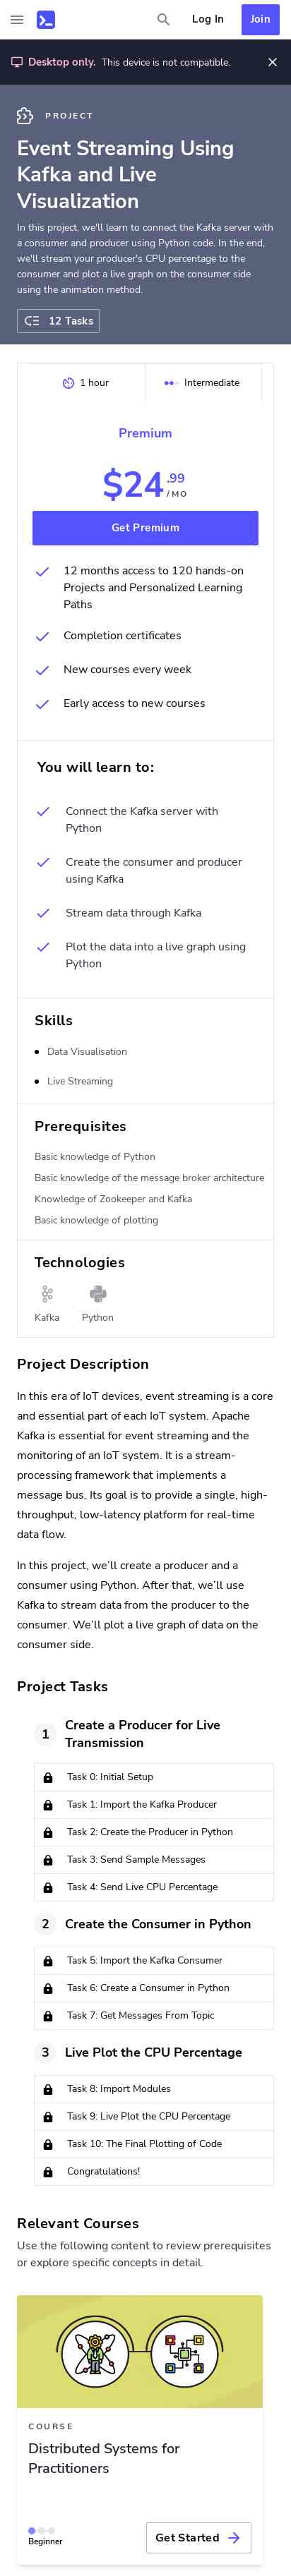 Log In
Join
Desktop only. This device is not compatible.
PROJECT
Event Streaming Using
Kafka and Live
Visualization
In this project, we'll learn to connect the Kafka server with
a consumer and producer using Python code. In the end,
we'll stream your producer's CPU percentage to the
consumer and plot a live graph on the consumer side
using the animation method.
12 Tasks
1 hour
Intermediate
Premium
$24 .99
/MO
Get Premium
12 months access to 120 hands-on
Projects and Personalized Learning
Paths
Completion certificates
New courses every week
Early access to new courses
You will learn to:
Connect the Kafka server with
Python
Create the consumer and producer
using Kafka
Stream data through Kafka
Plot the data into a live graph using
Python
Skills
Data Visualisation
Live Streaming
Prerequisites
Basic knowledge of Python
Basic knowledge of the message broker architecture
Knowledge of Zookeeper and Kafka
Basic knowledge of plotting
Technologies
Kafka
Python
Project Description
In this era of IoT devices, event streaming is a core
and essential part of each IoT system. Apache
Kafka is essential for event streaming and the
monitoring of an IoT system. It is a stream-
processing framework that implements a
message bus. Its goal is to provide a single, high-
throughput, low-latency platform for real-time
data flow.
In this project, we’ll create a producer and a
consumer using Python. After that, we’ll use
Kafka to stream data from the producer to the
consumer. We’ll plot a live graph of data on the
consumer side.
Project Tasks
1
Create a Producer for Live
Transmission
Task 0: Initial Setup
Task 1: Import the Kafka Producer
Task 2: Create the Producer in Python
Task 3: Send Sample Messages
Task 4: Send Live CPU Percentage
2
Create the Consumer in Python
Task 5: Import the Kafka Consumer
Task 6: Create a Consumer in Python
Task 7: Get Messages From Topic
3
Live Plot the CPU Percentage
Task 8: Import Modules
Task 9: Live Plot the CPU Percentage
Task 10: The Final Plotting of Code
Congratulations!
Relevant Courses
Use the following content to review prerequisites
or explore specific concepts in detail.
COURSE
Distributed Systems for
Practitioners
Beginner
Get Started